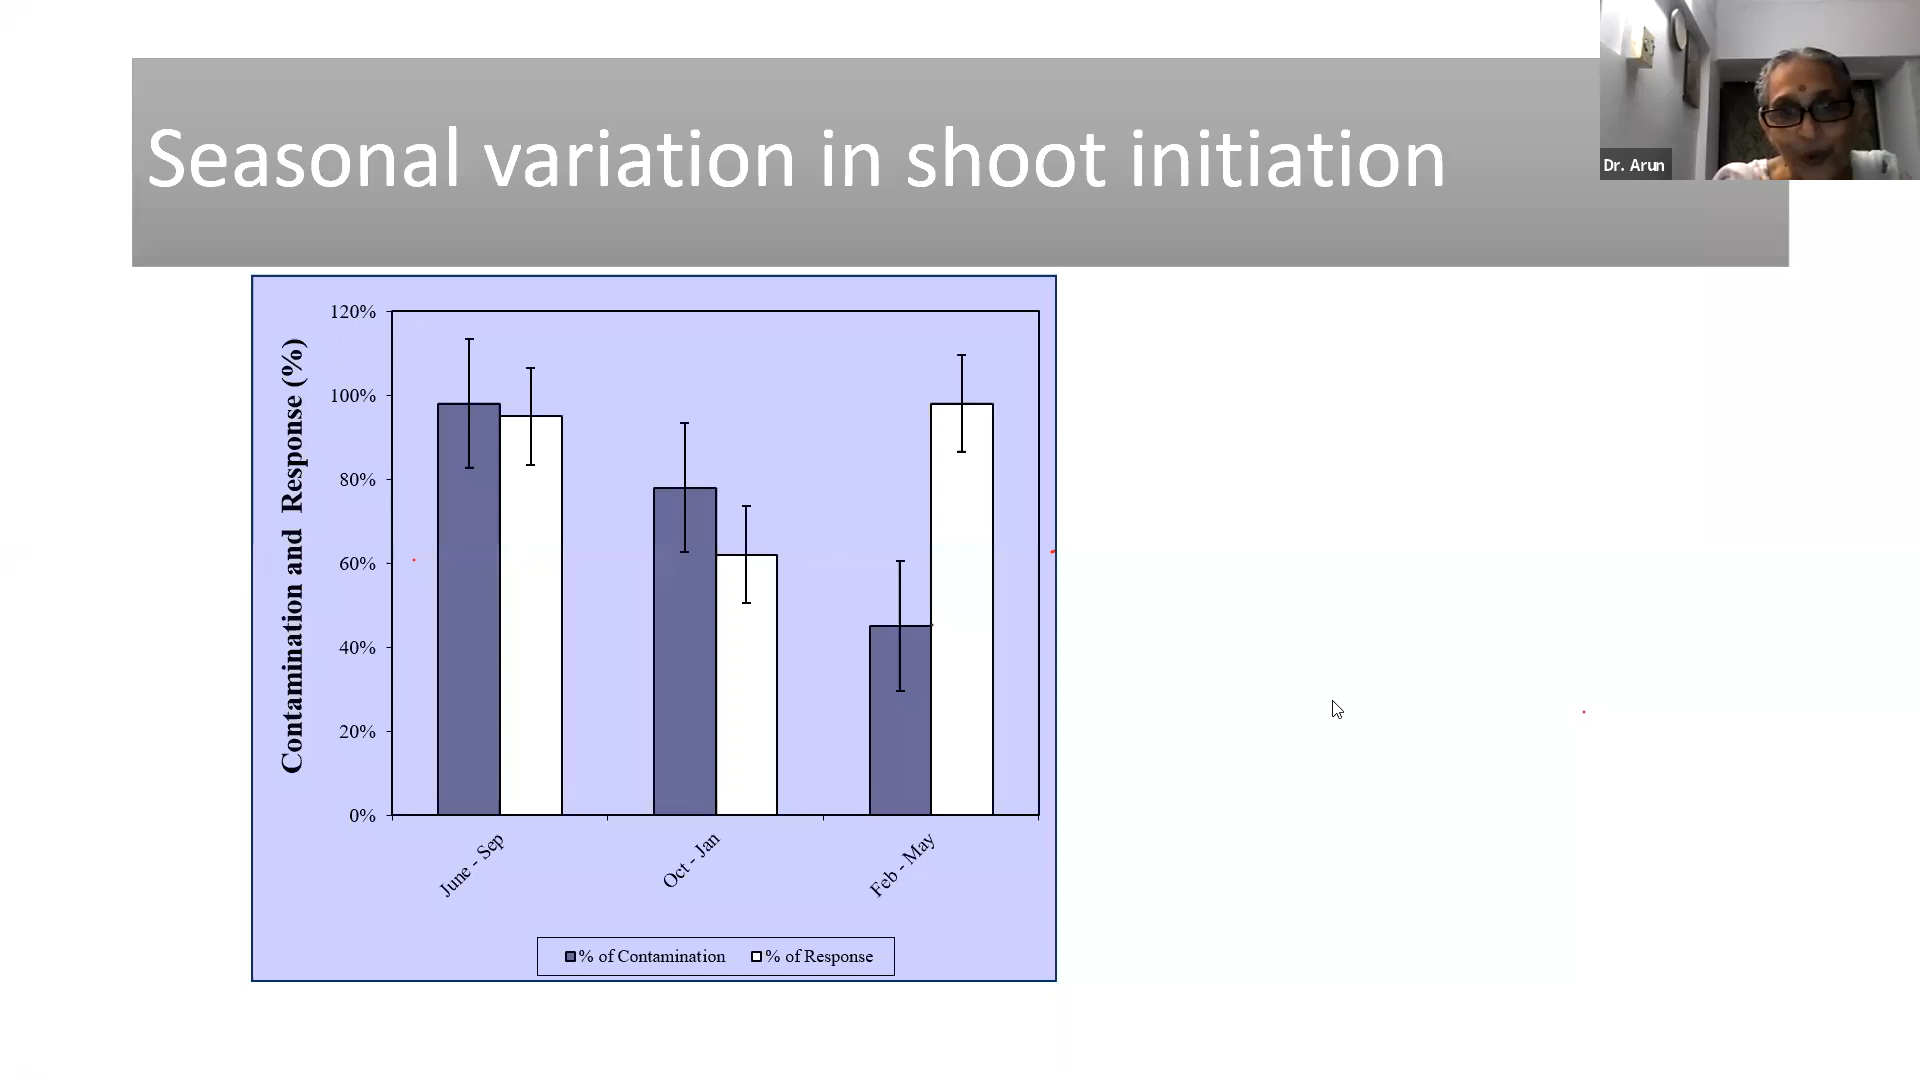 Seasonal variation in shoot initiation
Dr. Arun
Contamination and Response (%)
120%
100%
80%
60%
40%
20%
0%
June - Sep
Oct - Jan
Feb - May
% of Contamination
% of Response